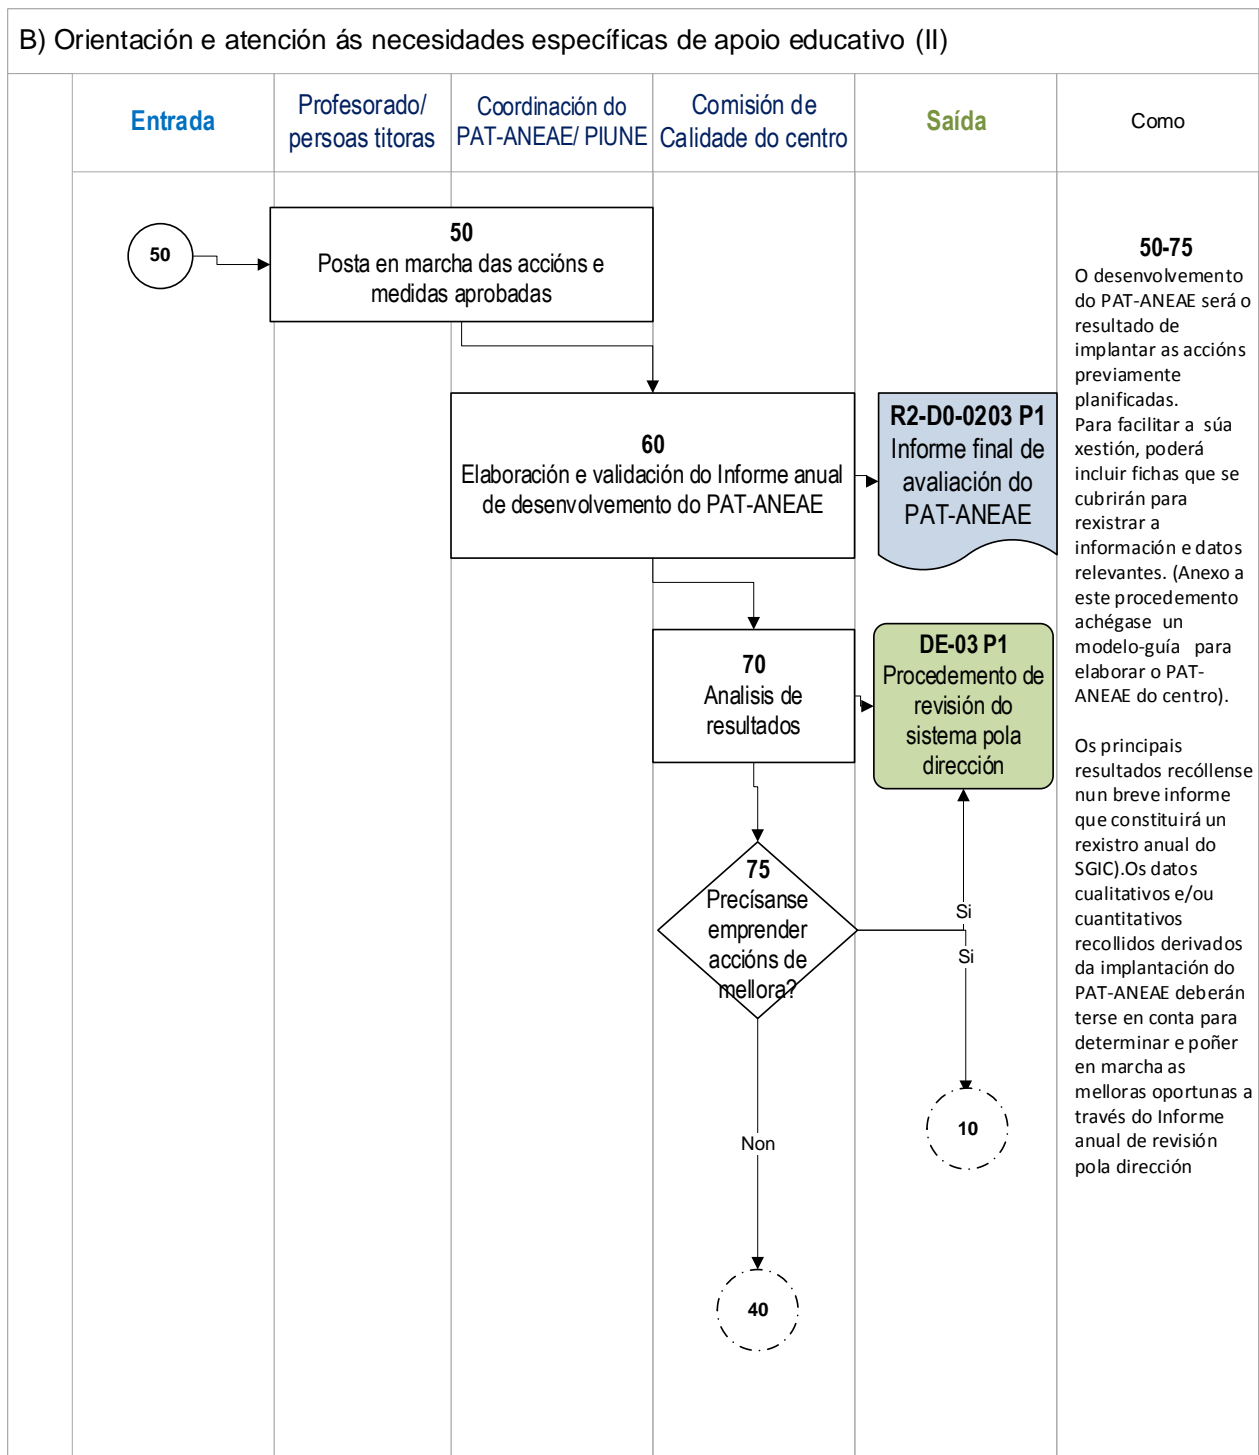 B) Orientación e atención ás necesidades específicas de apoio educativo (II)
Entrada
Profesorado/
persoas titoras
Coordinación do
PAT-ANEAE/ PIUNE
Comisión de
Calidade do centro
Saída
Como
50
50
Posta en marcha das accións e
medidas aprobadas
60
Elaboración e validación do Informe anual
de desenvolvemento do PAT-ANEAE
R2-D0-0203 P1
Informe final de
avaliación do
PAT-ANEAE
70
Analisis de
resultados
DE-03 P1
Procedemento de
revisión do
sistema pola
dirección
75
Precísanse
emprender
accións de
mellora?
Si
Si
Non
10
40
50-75
O desenvolvemento
do PAT-ANEAE será o
resultado de
implantar as accións
previamente
planificadas.
Para facilitar a súa
xestión, poderá
incluir fichas que se
cubrirán para
rexistrar a
información e datos
relevantes. (Anexo a
este procedemento
achégase un
modelo-guía para
elaborar o PAT-
ANEAE do centro).
Os principais
resultados recóllense
nun breve informe
que constituirá un
rexistro anual do
SGIC).Os datos
cualitativos e/ou
cuantitativos
recollidos derivados
da implantación do
PAT-ANEAE deberán
terse en conta para
determinar e poñer
en marcha as
melloras oportunas a
través do Informe
anual de revisión
pola dirección